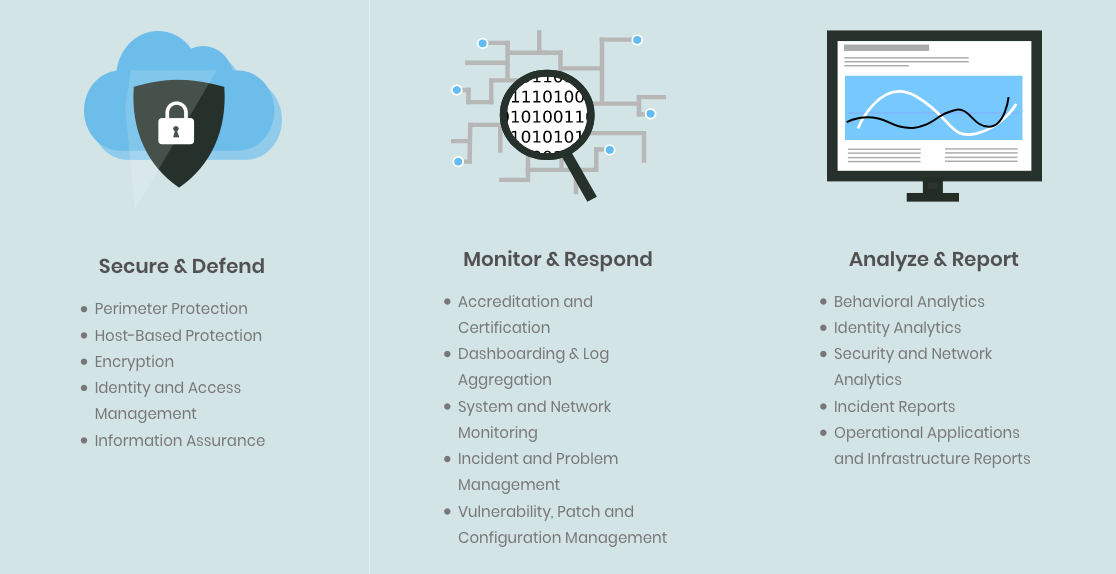 11100
1110100
010100110
1010101
Secure & Defend
Perimeter Protection
Host-Based Protection
Encryption
Identity and Access
Management
Information Assurance
Monitor & Respond
Accreditation and
Certification
Dashboarding & Log
Aggregation
System and Network
Monitoring
Incident and Problem
Management
Vulnerability, Patch and
Configuration Management
Analyze & Report
Behavioral Analytics
Identity Analytics
Security and Network
Analytics
Incident Reports
Operational Applications
and Infrastructure Reports